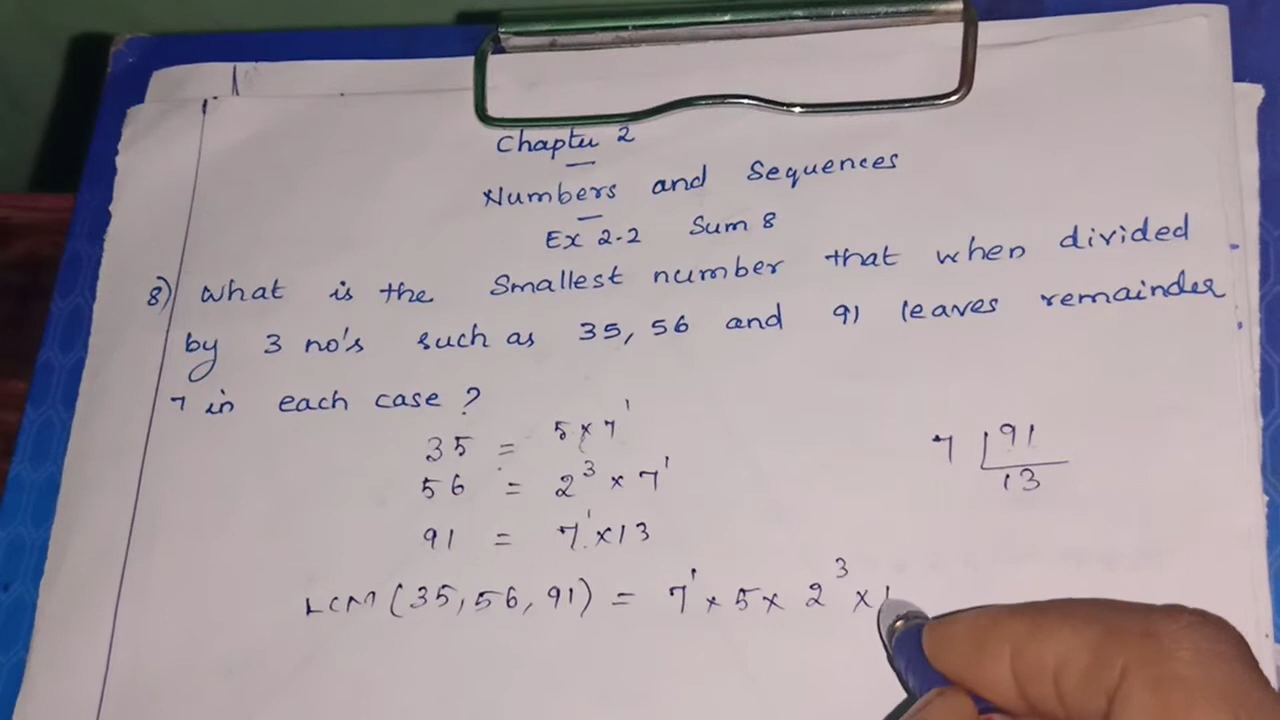 Chapter 2
Numbers and Sequences
Ex 2.2 Sum 8
8) What is the smallest number that when divided
by 3 no's such as 35, 56 and 91 leaves remainder
7 in each case ?
35 = 5 × 7¹
56 = 2³ × 7¹
91 = 7¹ × 13
7 | 91
13
LCM (35, 56, 91) = 7¹ × 5 × 2³ × 1